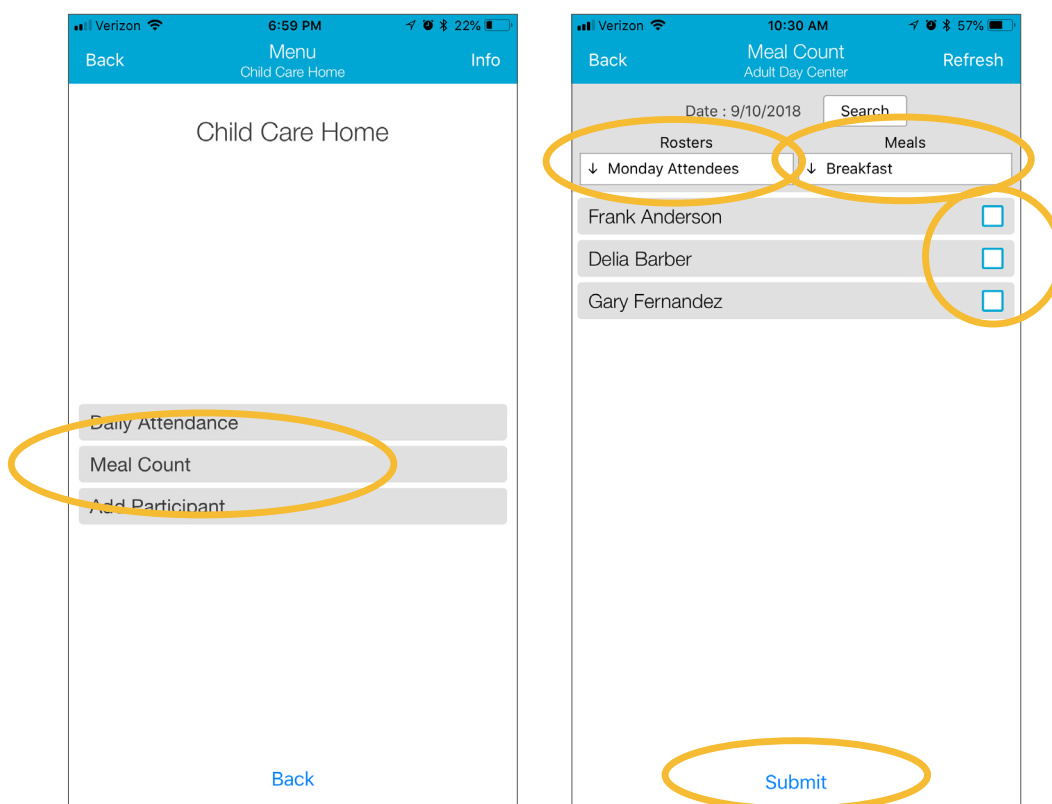 Verizon 6:59 PM 22%
Back Menu Info
Child Care Home
Child Care Home
Daily Attendance
Meal Count
Add Participant
Back
Verizon 10:30 AM 57%
Back Meal Count Refresh
Adult Day Center
Date : 9/10/2018 Search
Rosters Meals
↓ Monday Attendees ↓ Breakfast
Frank Anderson
Delia Barber
Gary Fernandez
Submit